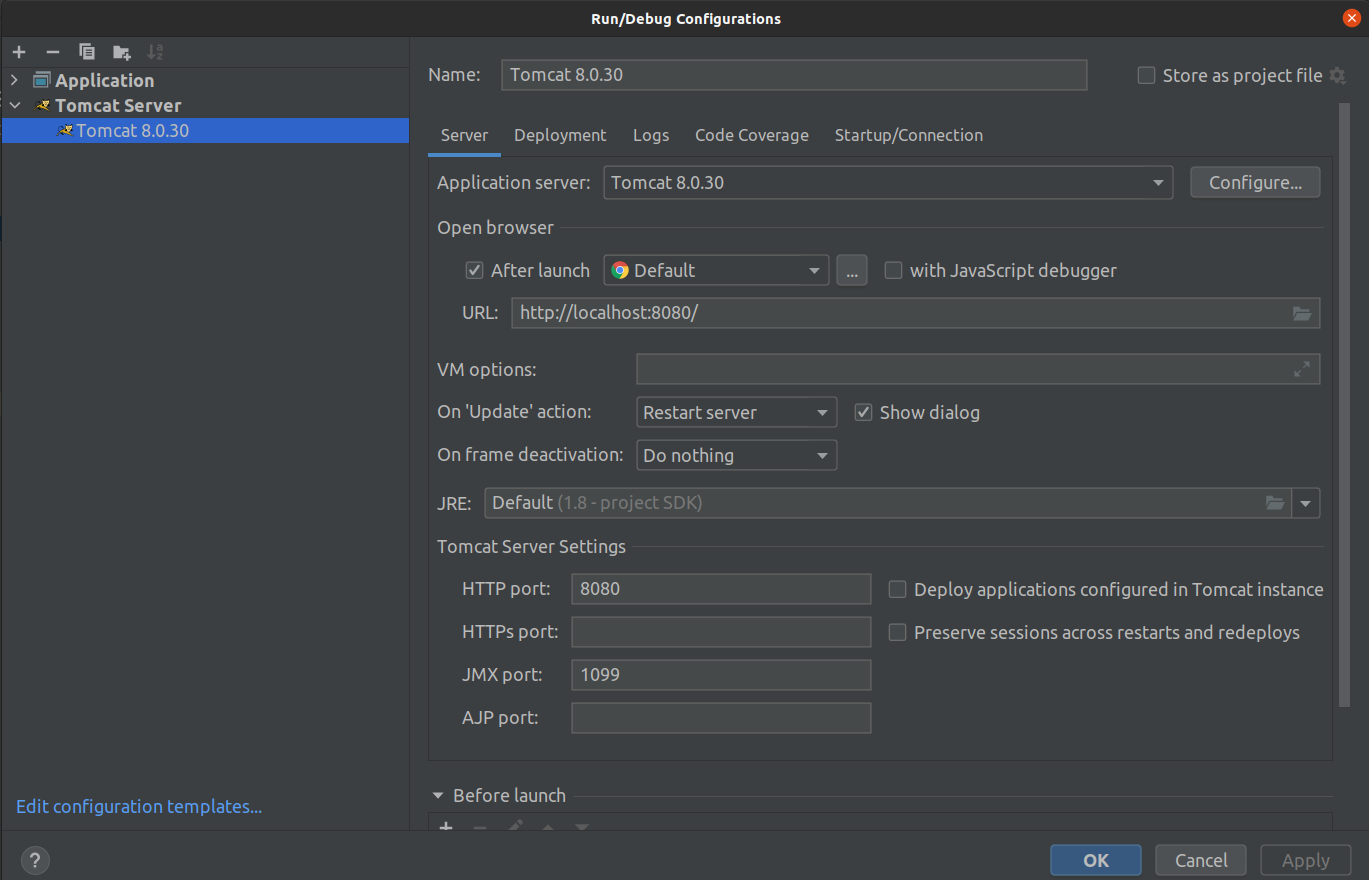 Run/Debug Configurations
Application
Tomcat Server
Tomcat 8.0.30
Edit configuration templates...
Name: Tomcat 8.0.30 Store as project file
Server Deployment Logs Code Coverage Startup/Connection
Application server: Tomcat 8.0.30 Configure...
Open browser
After launch Default ... with JavaScript debugger
URL: http://localhost:8080/
VM options:
On 'Update' action: Restart server Show dialog
On frame deactivation: Do nothing
JRE: Default (1.8 - project SDK)
Tomcat Server Settings
HTTP port: 8080 Deploy applications configured in Tomcat instance
HTTPs port: Preserve sessions across restarts and redeploys
JMX port: 1099
AJP port:
Before launch
? OK Cancel Apply